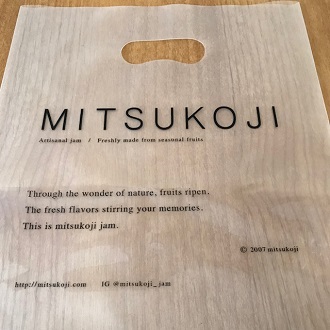 MITSUKOJI
Artisanal jam / Freshly made from seasonal fruits
Through the wonder of nature, fruits ripen.
The fresh flavors stirring your memories.
This is mitsukoji jam.
© 2007 mitsukoji
http://mitsukoji.com IG @mitsukoji_jam